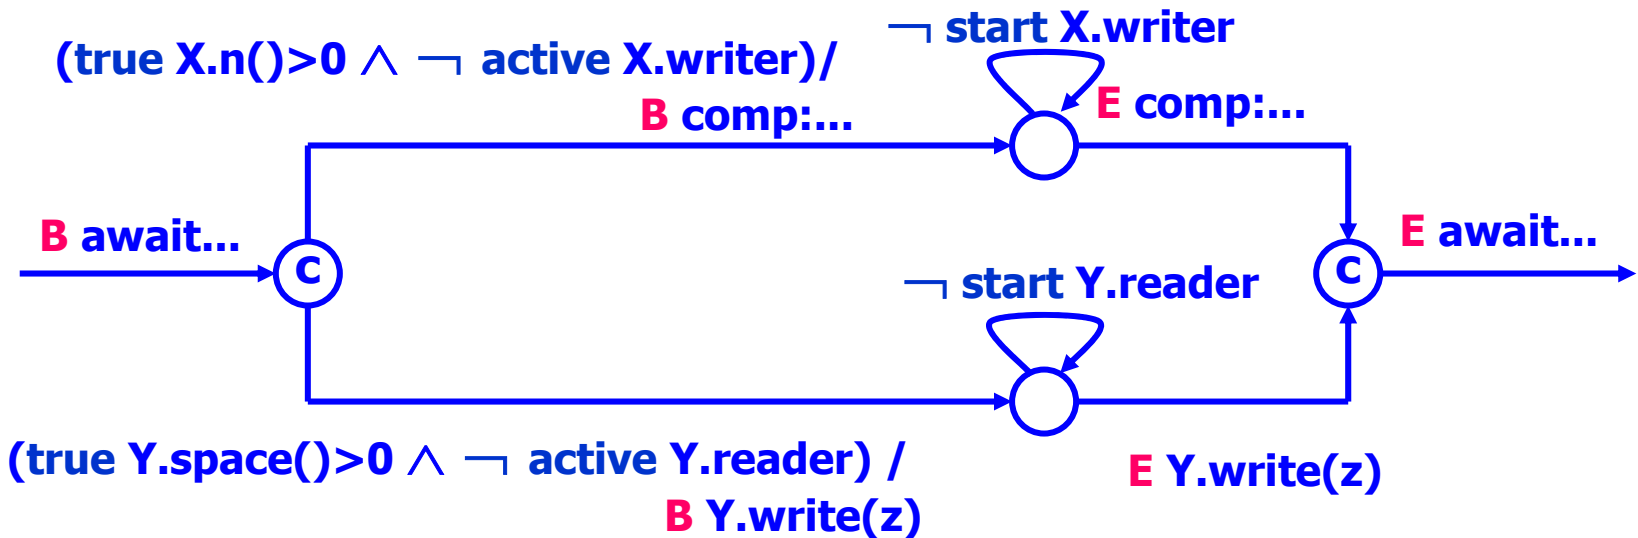 ¬ start X.writer
(true X.n()>0 ∧ ¬ active X.writer)/
B comp:...
E comp:...
B await...
c
E await...
c
¬ start Y.reader
(true Y.space()>0 ∧ ¬ active Y.reader) /
B Y.write(z)
E Y.write(z)